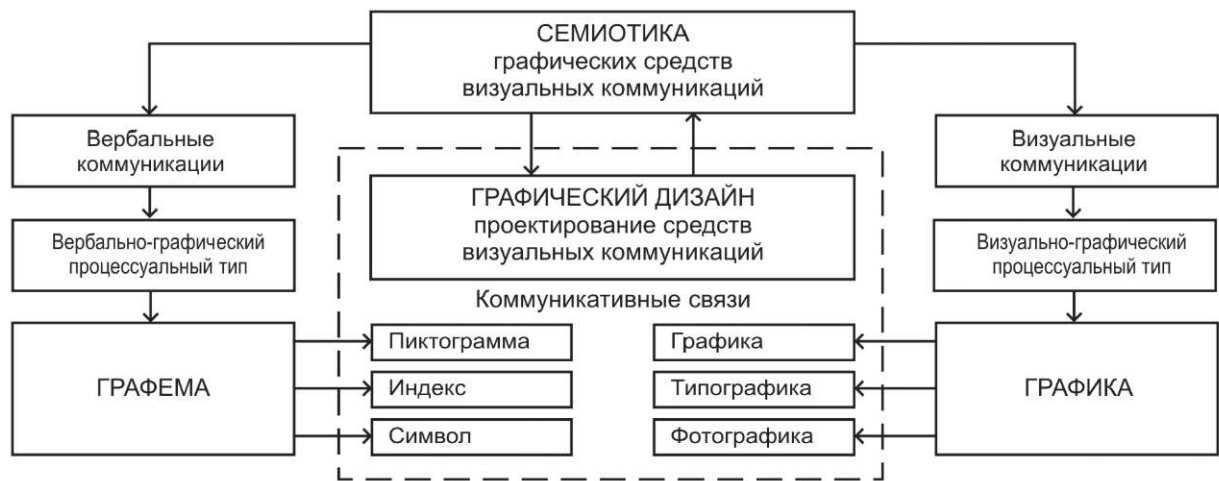 СЕМИОТИКА
графических средств
визуальных коммуникаций
Вербальные
коммуникации
Визуальные
коммуникации
ГРАФИЧЕСКИЙ ДИЗАЙН
проектирование средств
визуальных коммуникаций
Вербально-графический
процессуальный тип
Визуально-графический
процессуальный тип
Коммуникативные связи
ГРАФЕМА
Пиктограмма
Индекс
Символ
Графика
Типографика
Фотографика
ГРАФИКА